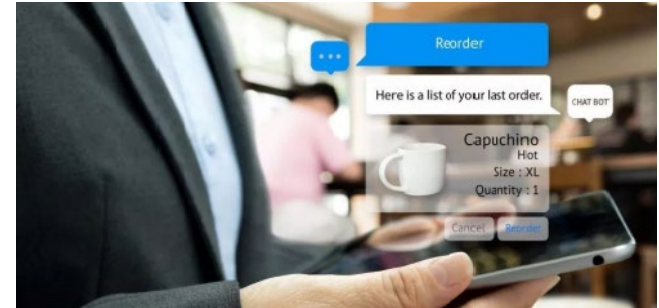 Reorder
Here is a list of your last order.
CHAT BOT
Capuchino
Hot
Size : XL
Quantity : 1
Cancel
Reorder